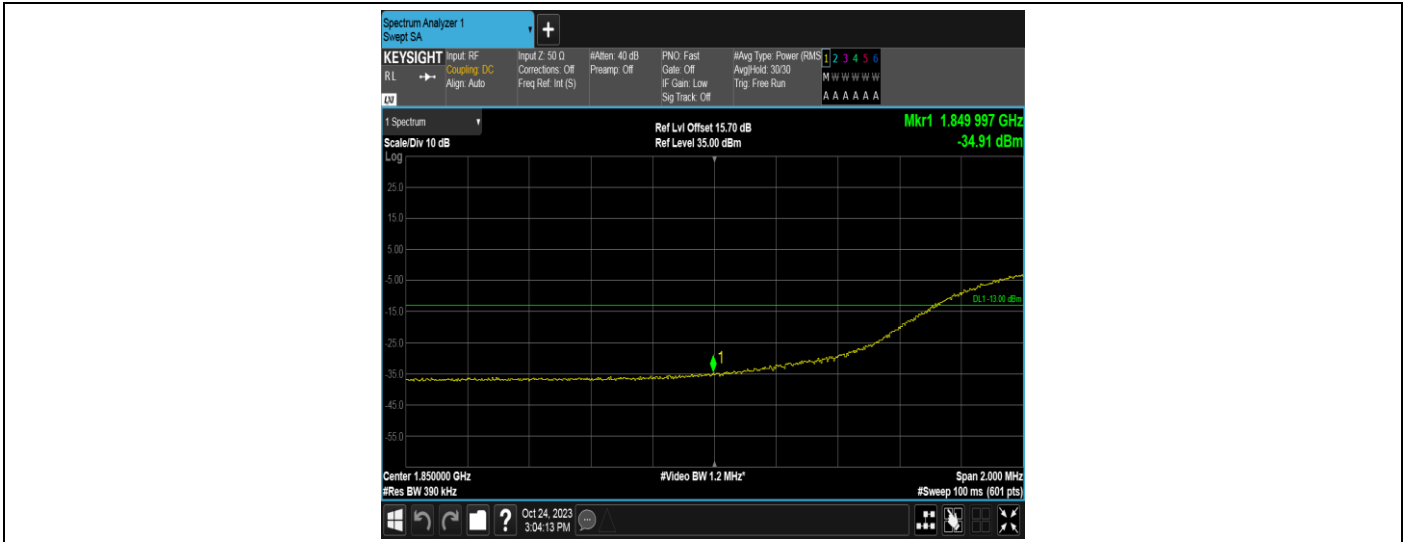 Spectrum Analyzer 1
Swept SA
+
KEYSIGHT
RL
LXI
Input: RF
Coupling: DC
Align: Auto
Input Z: 50 Ω
Corrections: Off
Freq Ref: Int (S)
#Atten: 40 dB
Preamp: Off
PNO: Fast
Gate: Off
IF Gain: Low
Sig Track: Off
#Avg Type: Power (RMS
Avg|Hold: 30/30
Trig: Free Run
1 2 3 4 5 6
M W W W W W
A A A A A A
1 Spectrum
Scale/Div 10 dB
Log
Ref Lvl Offset 15.70 dB
Ref Level 35.00 dBm
Mkr1 1.849 997 GHz
-34.91 dBm
25.0
15.0
5.00
-5.00
DL1 -13.00 dBm
-15.0
-25.0
1
-35.0
-45.0
-55.0
Center 1.850000 GHz
#Res BW 390 kHz
#Video BW 1.2 MHz*
Span 2.000 MHz
#Sweep 100 ms (601 pts)
?
Oct 24, 2023
3:04:13 PM